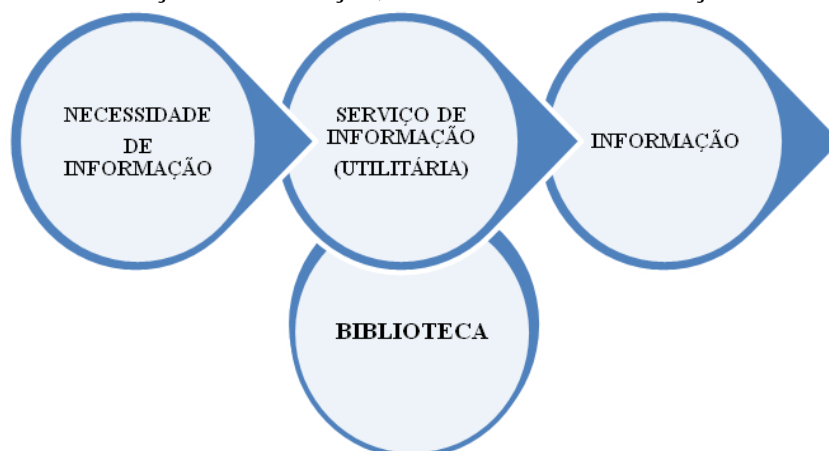 NECESSIDADE
DE
INFORMAÇÃO
SERVIÇO DE
INFORMAÇÃO
(UTILITÁRIA)
INFORMAÇÃO
BIBLIOTECA